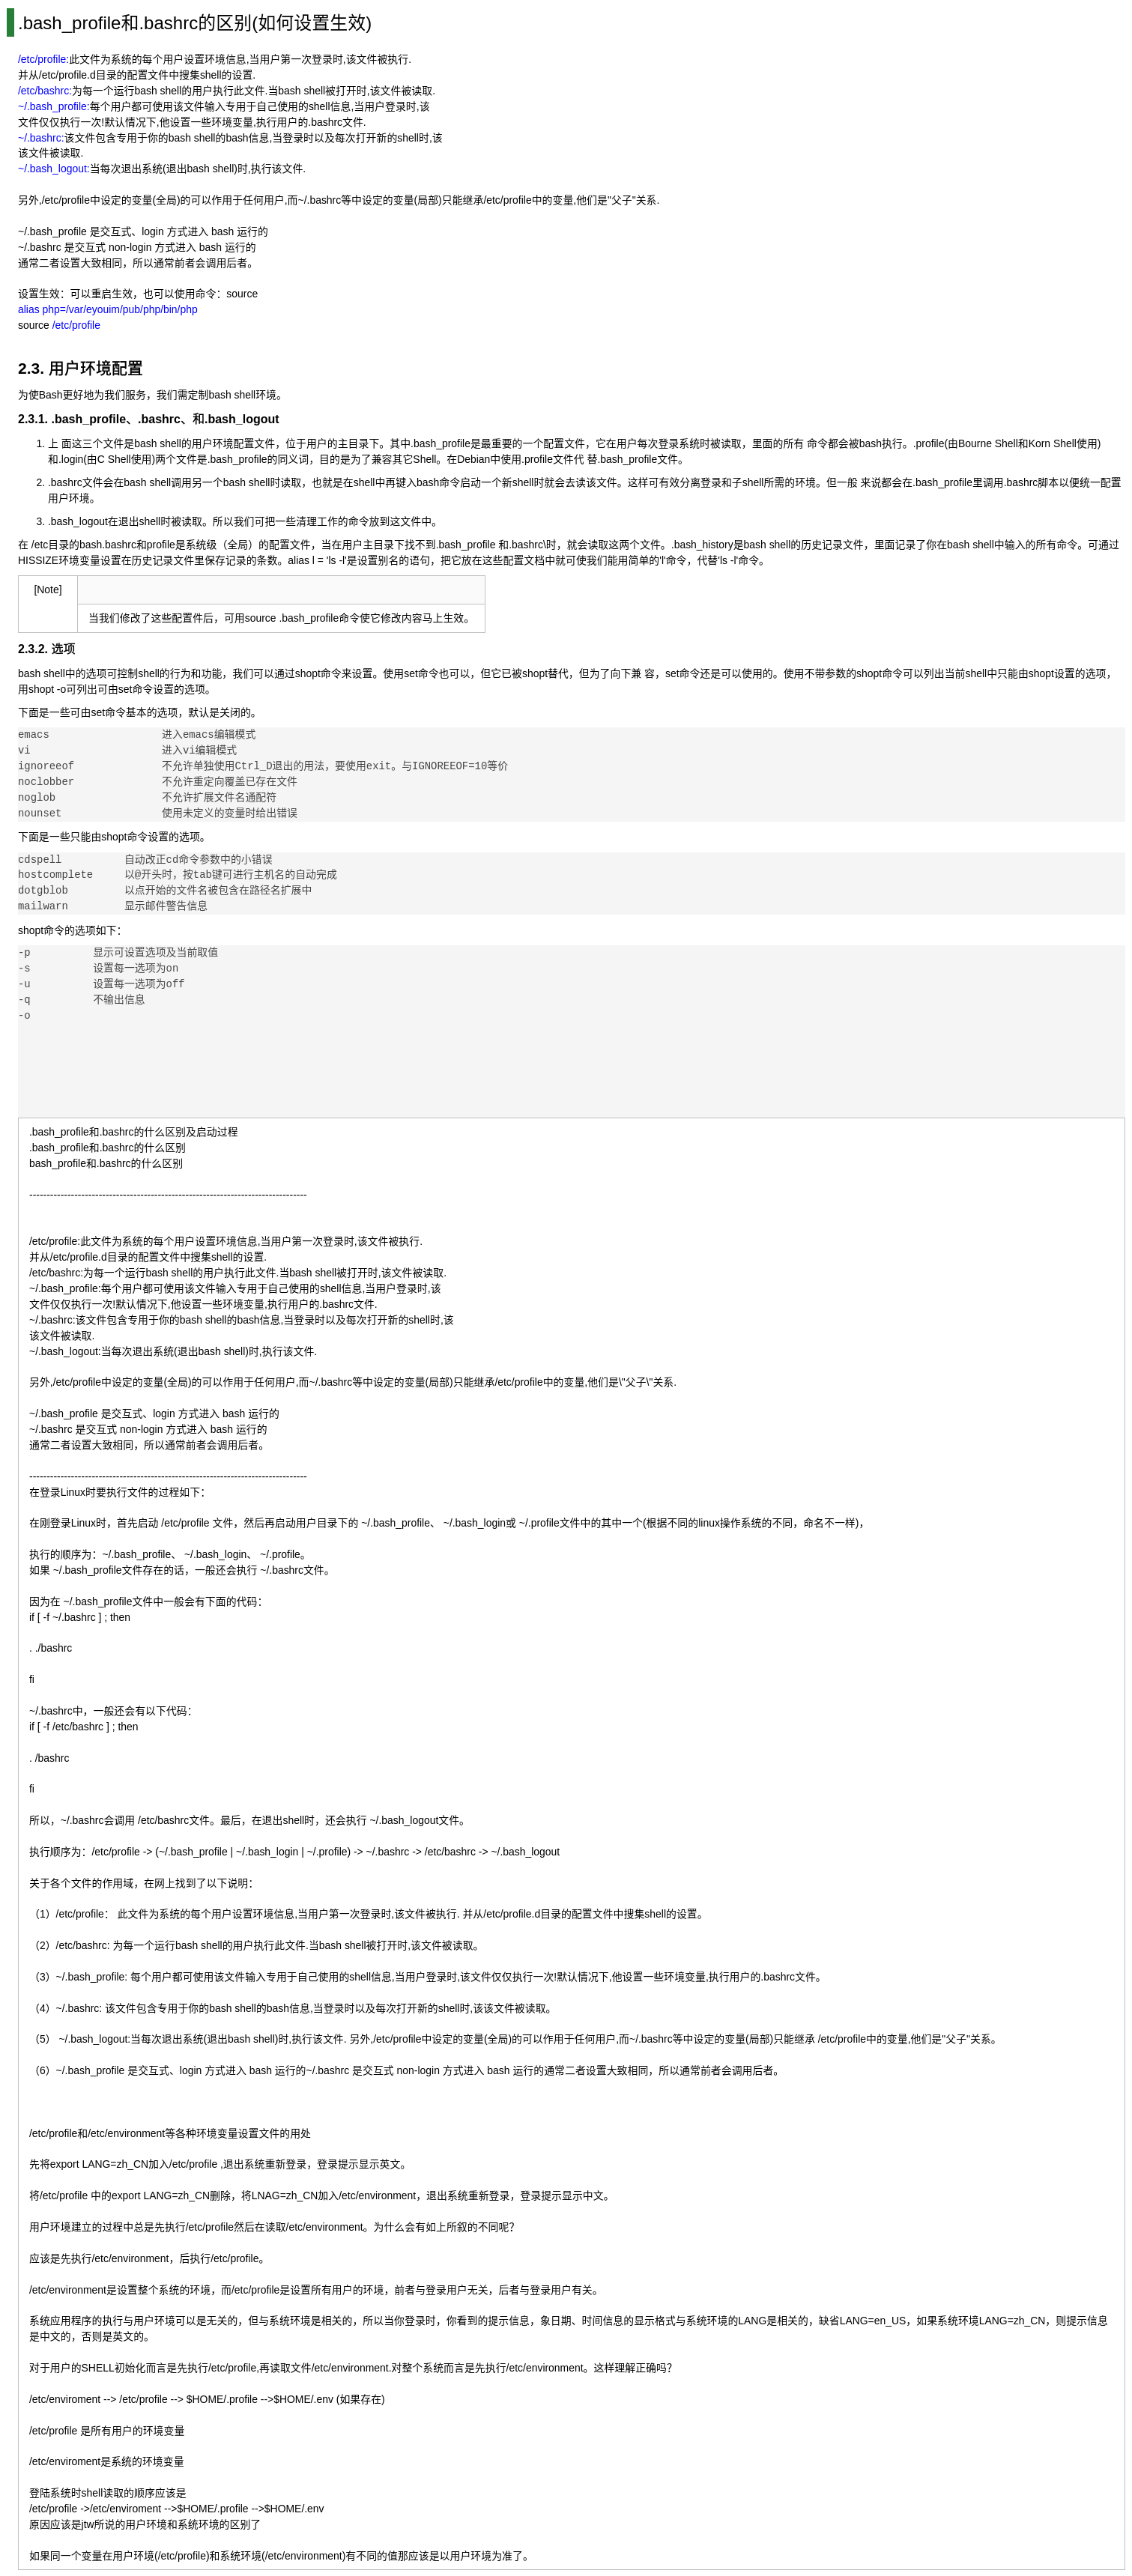 .bash_profile和.bashrc的区别(如何设置生效)
/etc/profile:此文件为系统的每个用户设置环境信息,当用户第一次登录时,该文件被执行.
并从/etc/profile.d目录的配置文件中搜集shell的设置.
/etc/bashrc:为每一个运行bash shell的用户执行此文件.当bash shell被打开时,该文件被读取.
~/.bash_profile:每个用户都可使用该文件输入专用于自己使用的shell信息,当用户登录时,该
文件仅仅执行一次!默认情况下,他设置一些环境变量,执行用户的.bashrc文件.
~/.bashrc:该文件包含专用于你的bash shell的bash信息,当登录时以及每次打开新的shell时,该
该文件被读取.
~/.bash_logout:当每次退出系统(退出bash shell)时,执行该文件.
另外,/etc/profile中设定的变量(全局)的可以作用于任何用户,而~/.bashrc等中设定的变量(局部)只能继承/etc/profile中的变量,他们是"父子"关系.
~/.bash_profile 是交互式、login 方式进入 bash 运行的
~/.bashrc 是交互式 non-login 方式进入 bash 运行的
通常二者设置大致相同，所以通常前者会调用后者。
设置生效：可以重启生效，也可以使用命令：source
alias php=/var/eyouim/pub/php/bin/php
source /etc/profile
2.3. 用户环境配置
为使Bash更好地为我们服务，我们需定制bash shell环境。
2.3.1. .bash_profile、.bashrc、和.bash_logout
1. 上 面这三个文件是bash shell的用户环境配置文件，位于用户的主目录下。其中.bash_profile是最重要的一个配置文件，它在用户每次登录系统时被读取，里面的所有 命令都会被bash执行。.profile(由Bourne Shell和Korn Shell使用)
和.login(由C Shell使用)两个文件是.bash_profile的同义词，目的是为了兼容其它Shell。在Debian中使用.profile文件代 替.bash_profile文件。
2. .bashrc文件会在bash shell调用另一个bash shell时读取，也就是在shell中再键入bash命令启动一个新shell时就会去读该文件。这样可有效分离登录和子shell所需的环境。但一般 来说都会在.bash_profile里调用.bashrc脚本以便统一配置
用户环境。
3. .bash_logout在退出shell时被读取。所以我们可把一些清理工作的命令放到这文件中。
在 /etc目录的bash.bashrc和profile是系统级（全局）的配置文件，当在用户主目录下找不到.bash_profile 和.bashrc\时，就会读取这两个文件。.bash_history是bash shell的历史记录文件，里面记录了你在bash shell中输入的所有命令。可通过
HISSIZE环境变量设置在历史记录文件里保存记录的条数。alias l = 'ls -l'是设置别名的语句，把它放在这些配置文档中就可使我们能用简单的'l'命令，代替'ls -l'命令。
[Note]
当我们修改了这些配置件后，可用source .bash_profile命令使它修改内容马上生效。
2.3.2. 选项
bash shell中的选项可控制shell的行为和功能，我们可以通过shopt命令来设置。使用set命令也可以，但它已被shopt替代，但为了向下兼 容，set命令还是可以使用的。使用不带参数的shopt命令可以列出当前shell中只能由shopt设置的选项，
用shopt -o可列出可由set命令设置的选项。
下面是一些可由set命令基本的选项，默认是关闭的。
emacs 进入emacs编辑模式
vi 进入vi编辑模式
ignoreeof 不允许单独使用Ctrl_D退出的用法，要使用exit。与IGNOREEOF=10等价
noclobber 不允许重定向覆盖已存在文件
noglob 不允许扩展文件名通配符
nounset 使用未定义的变量时给出错误
下面是一些只能由shopt命令设置的选项。
cdspell 自动改正cd命令参数中的小错误
hostcomplete 以@开头时，按tab键可进行主机名的自动完成
dotgblob 以点开始的文件名被包含在路径名扩展中
mailwarn 显示邮件警告信息
shopt命令的选项如下：
-p 显示可设置选项及当前取值
-s 设置每一选项为on
-u 设置每一选项为off
-q 不输出信息
-o
.bash_profile和.bashrc的什么区别及启动过程
.bash_profile和.bashrc的什么区别
bash_profile和.bashrc的什么区别
--------------------------------------------------------------------------------
/etc/profile:此文件为系统的每个用户设置环境信息,当用户第一次登录时,该文件被执行.
并从/etc/profile.d目录的配置文件中搜集shell的设置.
/etc/bashrc:为每一个运行bash shell的用户执行此文件.当bash shell被打开时,该文件被读取.
~/.bash_profile:每个用户都可使用该文件输入专用于自己使用的shell信息,当用户登录时,该
文件仅仅执行一次!默认情况下,他设置一些环境变量,执行用户的.bashrc文件.
~/.bashrc:该文件包含专用于你的bash shell的bash信息,当登录时以及每次打开新的shell时,该
该文件被读取.
~/.bash_logout:当每次退出系统(退出bash shell)时,执行该文件.
另外,/etc/profile中设定的变量(全局)的可以作用于任何用户,而~/.bashrc等中设定的变量(局部)只能继承/etc/profile中的变量,他们是\"父子\"关系.
~/.bash_profile 是交互式、login 方式进入 bash 运行的
~/.bashrc 是交互式 non-login 方式进入 bash 运行的
通常二者设置大致相同，所以通常前者会调用后者。
--------------------------------------------------------------------------------
在登录Linux时要执行文件的过程如下：
在刚登录Linux时，首先启动 /etc/profile 文件，然后再启动用户目录下的 ~/.bash_profile、 ~/.bash_login或 ~/.profile文件中的其中一个(根据不同的linux操作系统的不同，命名不一样)，
执行的顺序为：~/.bash_profile、 ~/.bash_login、 ~/.profile。
如果 ~/.bash_profile文件存在的话，一般还会执行 ~/.bashrc文件。
因为在 ~/.bash_profile文件中一般会有下面的代码：
if [ -f ~/.bashrc ] ; then
. ./bashrc
fi
~/.bashrc中，一般还会有以下代码：
if [ -f /etc/bashrc ] ; then
. /bashrc
fi
所以，~/.bashrc会调用 /etc/bashrc文件。最后，在退出shell时，还会执行 ~/.bash_logout文件。
执行顺序为：/etc/profile -> (~/.bash_profile | ~/.bash_login | ~/.profile) -> ~/.bashrc -> /etc/bashrc -> ~/.bash_logout
关于各个文件的作用域，在网上找到了以下说明：
（1）/etc/profile： 此文件为系统的每个用户设置环境信息,当用户第一次登录时,该文件被执行. 并从/etc/profile.d目录的配置文件中搜集shell的设置。
（2）/etc/bashrc: 为每一个运行bash shell的用户执行此文件.当bash shell被打开时,该文件被读取。
（3）~/.bash_profile: 每个用户都可使用该文件输入专用于自己使用的shell信息,当用户登录时,该文件仅仅执行一次!默认情况下,他设置一些环境变量,执行用户的.bashrc文件。
（4）~/.bashrc: 该文件包含专用于你的bash shell的bash信息,当登录时以及每次打开新的shell时,该该文件被读取。
（5） ~/.bash_logout:当每次退出系统(退出bash shell)时,执行该文件. 另外,/etc/profile中设定的变量(全局)的可以作用于任何用户,而~/.bashrc等中设定的变量(局部)只能继承 /etc/profile中的变量,他们是"父子"关系。
（6）~/.bash_profile 是交互式、login 方式进入 bash 运行的~/.bashrc 是交互式 non-login 方式进入 bash 运行的通常二者设置大致相同，所以通常前者会调用后者。
/etc/profile和/etc/environment等各种环境变量设置文件的用处
先将export LANG=zh_CN加入/etc/profile ,退出系统重新登录，登录提示显示英文。
将/etc/profile 中的export LANG=zh_CN删除，将LNAG=zh_CN加入/etc/environment，退出系统重新登录，登录提示显示中文。
用户环境建立的过程中总是先执行/etc/profile然后在读取/etc/environment。为什么会有如上所叙的不同呢？
应该是先执行/etc/environment，后执行/etc/profile。
/etc/environment是设置整个系统的环境，而/etc/profile是设置所有用户的环境，前者与登录用户无关，后者与登录用户有关。
系统应用程序的执行与用户环境可以是无关的，但与系统环境是相关的，所以当你登录时，你看到的提示信息，象日期、时间信息的显示格式与系统环境的LANG是相关的，缺省LANG=en_US，如果系统环境LANG=zh_CN，则提示信息
是中文的，否则是英文的。
对于用户的SHELL初始化而言是先执行/etc/profile,再读取文件/etc/environment.对整个系统而言是先执行/etc/environment。这样理解正确吗？
/etc/enviroment --> /etc/profile --> $HOME/.profile -->$HOME/.env (如果存在)
/etc/profile 是所有用户的环境变量
/etc/enviroment是系统的环境变量
登陆系统时shell读取的顺序应该是
/etc/profile ->/etc/enviroment -->$HOME/.profile -->$HOME/.env
原因应该是jtw所说的用户环境和系统环境的区别了
如果同一个变量在用户环境(/etc/profile)和系统环境(/etc/environment)有不同的值那应该是以用户环境为准了。